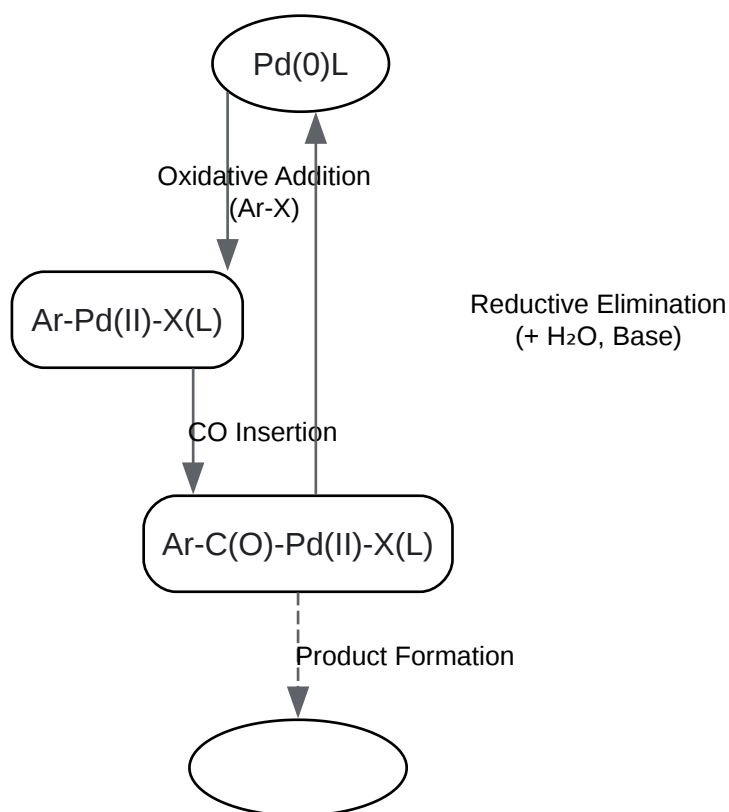 Pd(0)L
Oxidative Addition
(Ar-X)
Ar-Pd(II)-X(L)
Reductive Elimination
(+ H₂O, Base)
CO Insertion
Ar-C(O)-Pd(II)-X(L)
Product Formation